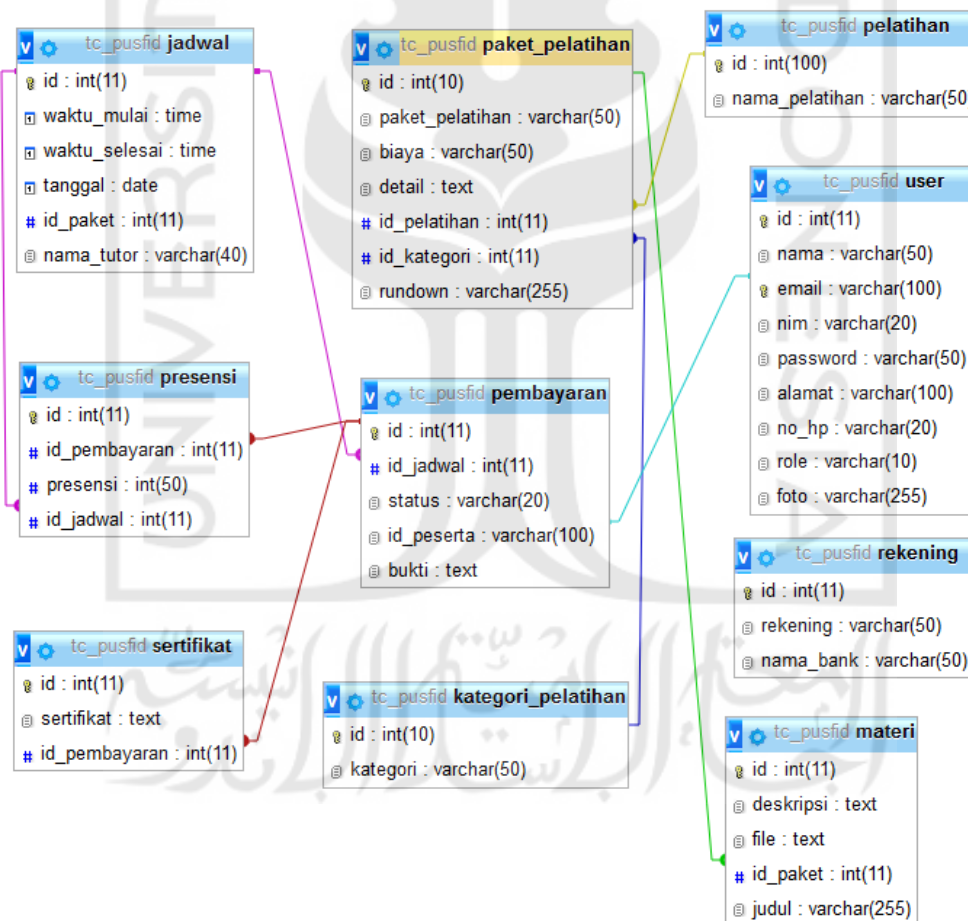 tc_pusfid jadwal
id : int(11)
waktu_mulai : time
waktu_selesai : time
tanggal : date
id_paket : int(11)
nama_tutor : varchar(40)
tc_pusfid paket_pelatihan
id : int(10)
paket_pelatihan : varchar(50)
biaya : varchar(50)
detail : text
id_pelatihan : int(11)
id_kategori : int(11)
rundown : varchar(255)
tc_pusfid pelatihan
id : int(100)
nama_pelatihan : varchar(50
tc_pusfid user
id : int(11)
nama : varchar(50)
email : varchar(100)
nim : varchar(20)
password : varchar(50)
alamat : varchar(100)
no_hp : varchar(20)
role : varchar(10)
foto : varchar(255)
tc_pusfid presensi
id : int(11)
id_pembayaran : int(11)
presensi : int(50)
id_jadwal : int(11)
tc_pusfid pembayaran
id : int(11)
id_jadwal : int(11)
status : varchar(20)
id_peserta : varchar(100)
bukti : text
tc_pusfid rekening
id : int(11)
rekening : varchar(50)
nama_bank : varchar(50)
tc_pusfid sertifikat
id : int(11)
sertifikat : text
id_pembayaran : int(11)
tc_pusfid kategori_pelatihan
id : int(10)
kategori : varchar(50)
tc_pusfid materi
id : int(11)
deskripsi : text
file : text
id_paket : int(11)
judul : varchar(255)